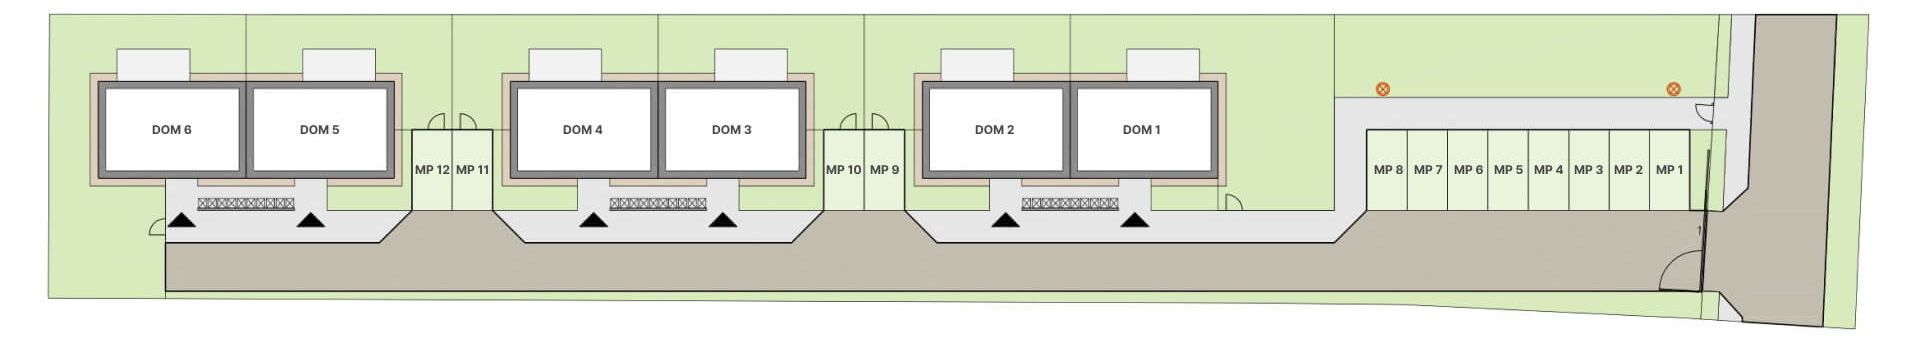 DOM 6
DOM 5
DOM 4
DOM 3
DOM 2
DOM 1
MP 12
MP 11
MP 10
MP 9
MP 8
MP 7
MP 6
MP 5
MP 4
MP 3
MP 2
MP 1